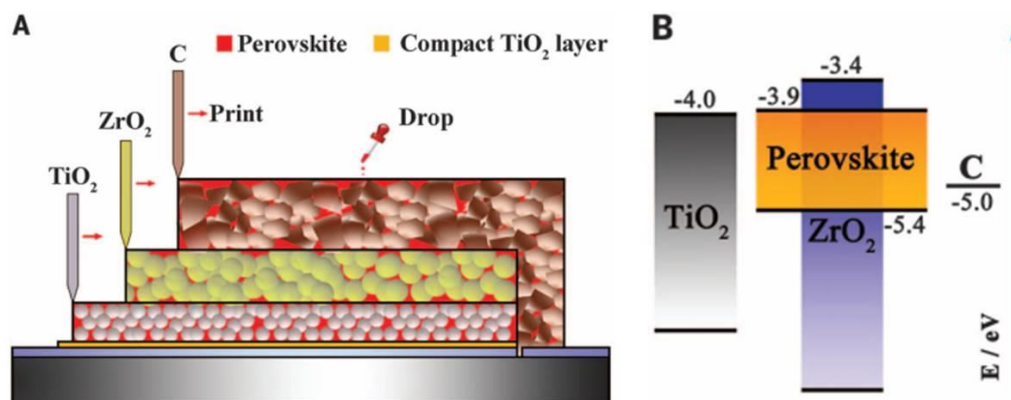 A
C
Perovskite
Compact TiO₂ layer
Print
Drop
ZrO₂
TiO₂
B
-3.4
-4.0
-3.9
Perovskite
C
-5.0
TiO₂
ZrO₂
-5.4
E / eV